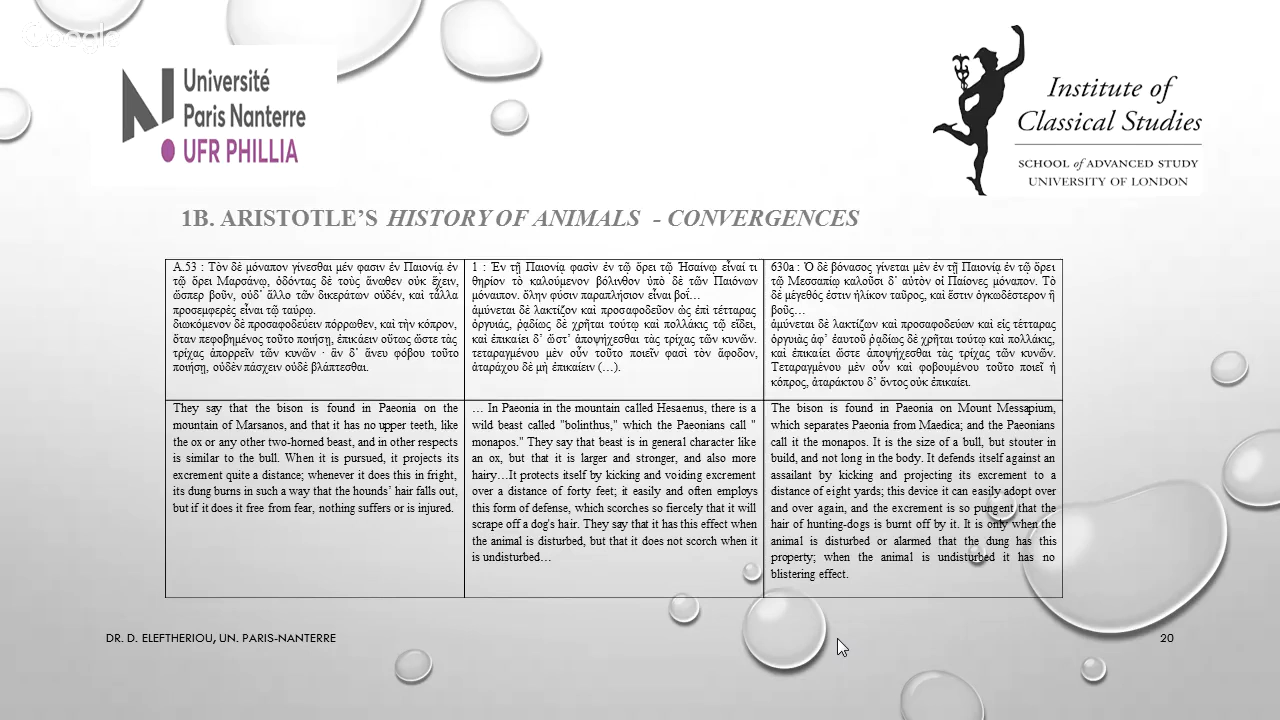 Google
Université
Paris Nanterre
UFR PHILLIA
Institute of
Classical Studies
SCHOOL of ADVANCED STUDY
UNIVERSITY OF LONDON
1B. ARISTOTLE’S HISTORY OF ANIMALS - CONVERGENCES
A.53 : Τὸν δὲ μόναπον γίνεσθαι μέν φασιν ἐν Παιονίᾳ ἐν
τῷ ὄρει Μαρσάνῳ, ὀδόντας δὲ τοὺς ἄνωθεν οὐκ ἔχειν,
ὥσπερ βοῦν, οὐδ’ ἄλλο τῶν δικεράτων οὐδέν, καὶ τἆλλα
προσεμφερὲς εἶναι τῷ ταύρῳ.
διωκόμενον δὲ προσαφοδεύειν πόρρωθεν, καὶ τὴν κόπρον,
ὅταν πεφοβημένος τοῦτο ποιήσῃ, ἐπικάειν οὕτως ὥστε τὰς
τρίχας ἀπορρεῖν τῶν κυνῶν · ἂν δ’ ἄνευ φόβου τοῦτο
ποιήσῃ, οὐδὲν πάσχειν οὐδὲ βλάπτεσθαι.
1 : Ἐν τῇ Παιονίᾳ φασὶν ἐν τῷ ὄρει τῷ Ἡσαίνῳ εἶναί τι
θηρίον τὸ καλούμενον βόλινθον ὑπὸ δὲ τῶν Παιόνων
μόναιπον. ὅλην φύσιν παραπλήσιον εἶναι βοΐ…
ἀμύνεται δὲ λακτίζον καὶ προσαφοδεῦον ὡς ἐπὶ τέτταρας
ὀργυιάς, ῥᾳδίως δὲ χρῆται τούτῳ καὶ πολλάκις τῷ εἴδει,
καὶ ἐπικαίει δ’ ὥστ’ ἀποψήχεσθαι τὰς τρίχας τῶν κυνῶν.
τεταραγμένου μὲν οὖν τοῦτο ποιεῖν φασὶ τὸν ἄφοδον,
ἀταράχου δὲ μὴ ἐπικαίειν (…).
630a : Ὁ δὲ βόνασος γίνεται μὲν ἐν τῇ Παιονίᾳ ἐν τῷ ὄρει
τῷ Μεσσαπίῳ καλοῦσι δ’ αὐτὸν οἱ Παίονες μόναπον. Τὸ
δὲ μέγεθός ἐστιν ἡλίκον ταῦρος, καὶ ἔστιν ὀγκωδέστερον ἢ
βοῦς…
ἀμύνεται δὲ λακτίζων καὶ προσαφοδεύων καὶ εἰς τέτταρας
ὀργυιὰς ἀφ’ ἑαυτοῦ ῥᾳδίως δὲ χρῆται τούτῳ καὶ πολλάκις,
καὶ ἐπικαίει ὥστε ἀποψήχεσθαι τὰς τρίχας τῶν κυνῶν.
Τεταραγμένου μὲν οὖν καὶ φοβουμένου τοῦτο ποιεῖ ἡ
κόπρος, ἀταράκτου δ’ ὄντος οὐκ ἐπικαίει.
They say that the bison is found in Paeonia on the
mountain of Marsanos, and that it has no upper teeth, like
the ox or any other two-horned beast, and in other respects
is similar to the bull. When it is pursued, it projects its
excrement quite a distance; whenever it does this in fright,
its dung burns in such a way that the hounds’ hair falls out,
but if it does it free from fear, nothing suffers or is injured.
… In Paeonia in the mountain called Hesaenus, there is a
wild beast called "bolinthus," which the Paeonians call "
monapos." They say that beast is in general character like
an ox, but that it is larger and stronger, and also more
hairy…It protects itself by kicking and voiding excrement
over a distance of forty feet; it easily and often employs
this form of defense, which scorches so fiercely that it will
scrape off a dog's hair. They say that it has this effect when
the animal is disturbed, but that it does not scorch when it
is undisturbed…
The bison is found in Paeonia on Mount Messapium,
which separates Paeonia from Maedica; and the Paeonians
call it the monapos. It is the size of a bull, but stouter in
build, and not long in the body. It defends itself against an
assailant by kicking and projecting its excrement to a
distance of eight yards; this device it can easily adopt over
and over again, and the excrement is so pungent that the
hair of hunting-dogs is burnt off by it. It is only when the
animal is disturbed or alarmed that the dung has this
property; when the animal is undisturbed it has no
blistering effect.
DR. D. ELEFTHERIOU, UN. PARIS-NANTERRE
20